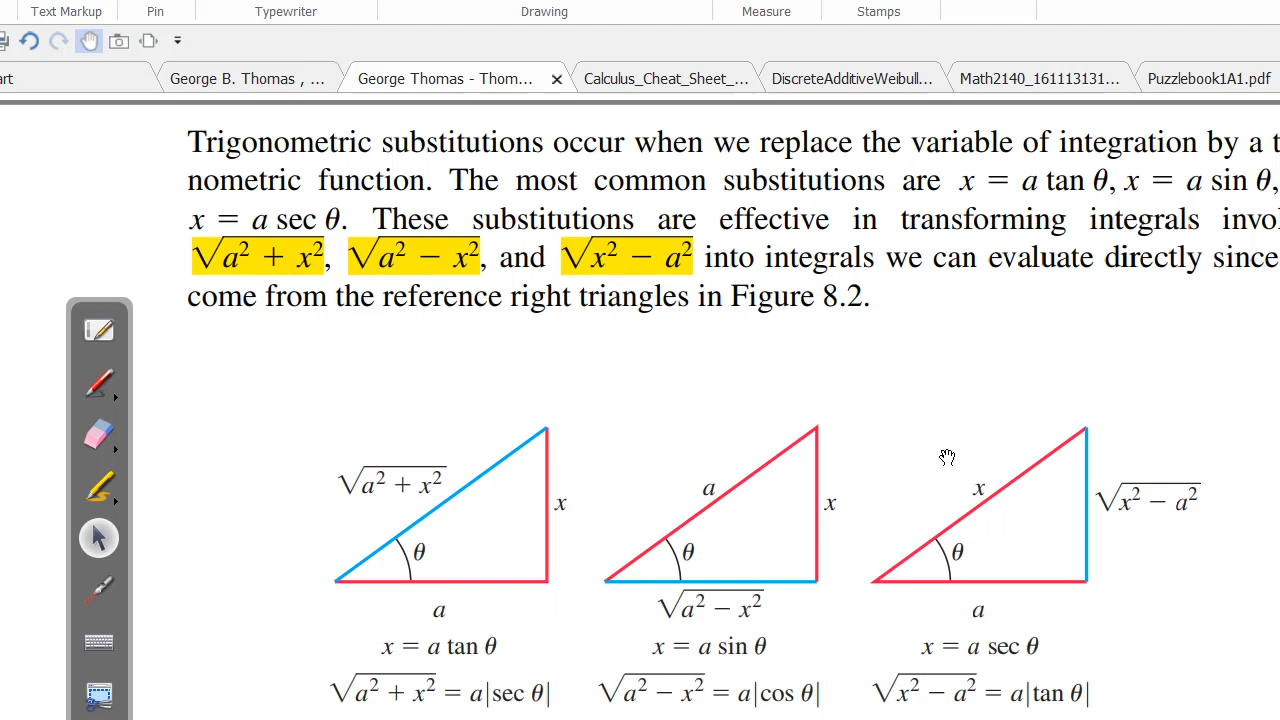 Text Markup Pin Typewriter Drawing Measure Stamps
art George B. Thomas , ... George Thomas - Thom... Calculus_Cheat_Sheet_... DiscreteAdditiveWeibull... Math2140_161113131... Puzzlebook1A1.pdf
Trigonometric substitutions occur when we replace the variable of integration by a t
nometric function. The most common substitutions are x = a tan θ, x = a sin θ,
x = a sec θ. These substitutions are effective in transforming integrals invol
√(a² + x²), √(a² − x²), and √(x² − a²) into integrals we can evaluate directly since
come from the reference right triangles in Figure 8.2.
√(a² + x²) x θ a
a x θ √(a² − x²)
x √(x² − a²) θ a
x = a tan θ x = a sin θ x = a sec θ
√(a² + x²) = a|sec θ| √(a² − x²) = a|cos θ| √(x² − a²) = a|tan θ|